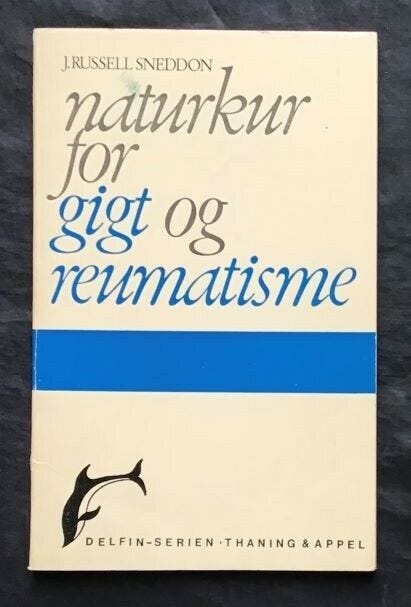 J. RUSSELL SNEDDON
naturkur
for
gigt og
reumatisme
DELFIN-SERIEN · THANING & APPEL